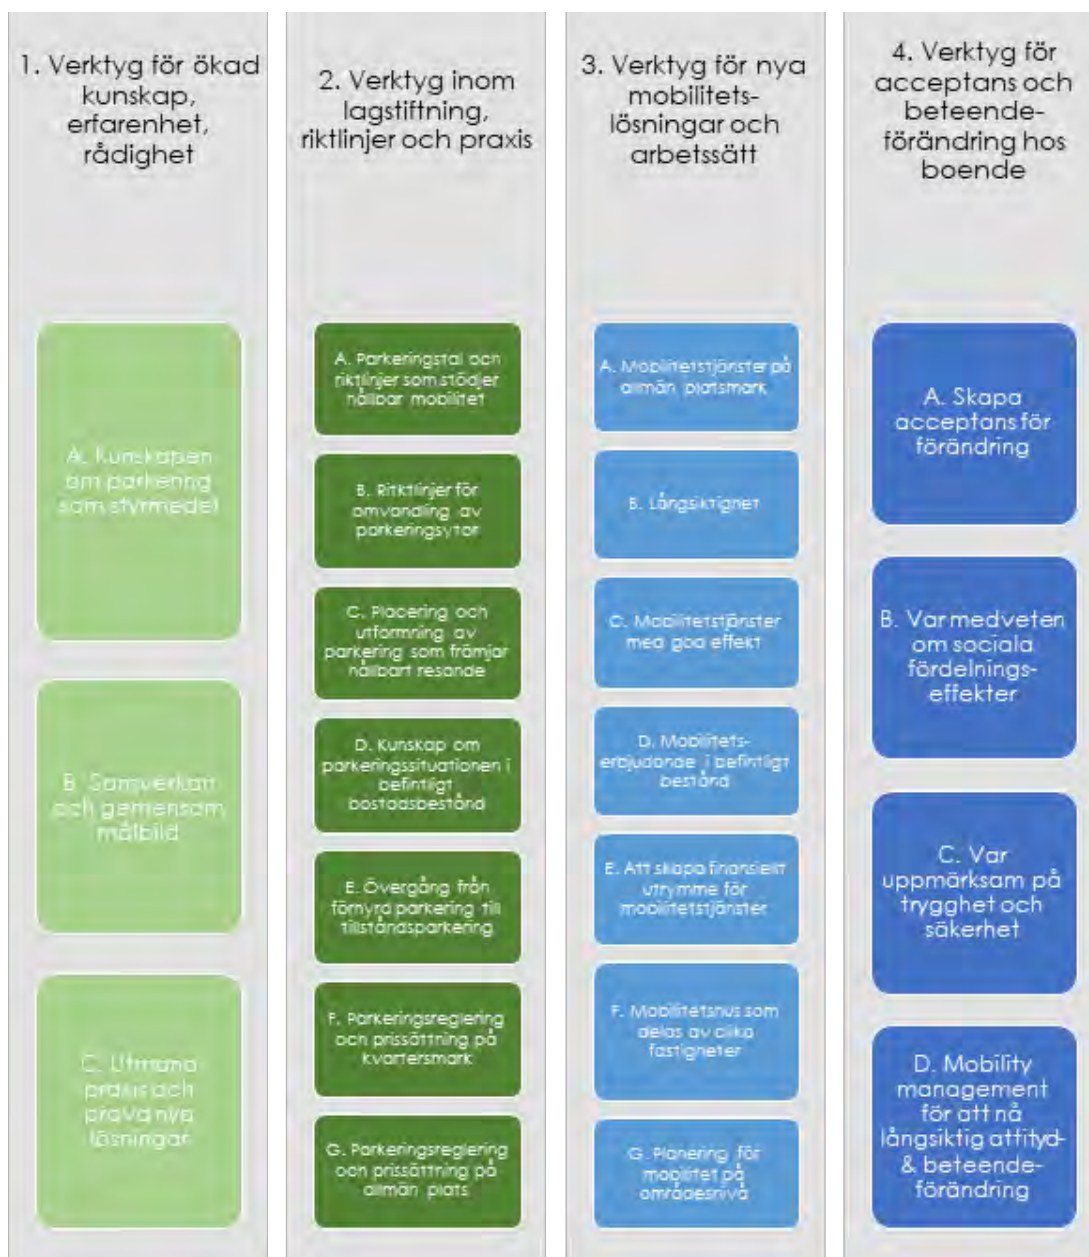 1. Verktyg för ökad
kunskap,
erfarenhet,
rådighet
A. Kunskapen
om parkering
som styrmedel
B. Samverkan
och gemensam
målbild
C. Utmana
praxis och
pröva nya
lösningar
2. Verktyg inom
lagstiftning,
riktlinjer och praxis
A. Parkeringstal och
riktlinjer som stödjer
hållbar mobilitet
B. Ritktlinjer för
omvandling av
parkeringsytor
C. Placering och
utformning av
parkering som främjar
hållbart resande
D. Kunskap om
parkeringssituationen i
befintligt
bostadsbestånd
E. Övergång från
förhyrd parkering till
tillståndsparkering
F. Parkeringsreglering
och prissättning på
kvartersmark
G. Parkeringsreglering
och prissättning på
allmän plats
3. Verktyg för nya
mobilitets-
lösningar och
arbetssätt
A. Mobilitetstjänster på
allmän platsmark
B. Långsiktighet
C. Mobilitetstjänster
med god effekt
D. Mobilitets-
erbjudande i befintligt
bestånd
E. Att skapa finansiellt
utrymme för
mobilitetstjänster
F. Mobilitetshus som
delas av olika
fastigheter
G. Planering för
mobilitet på
områdesnivå
4. Verktyg för
acceptans och
beteende-
förändring hos
boende
A. Skapa
acceptans för
förändring
B. Var medveten
om sociala
fördelnings-
effekter
C. Var
uppmärksam på
trygghet och
säkerhet
D. Mobility
management
för att nå
långsiktig attityd-
& beteende-
förändring